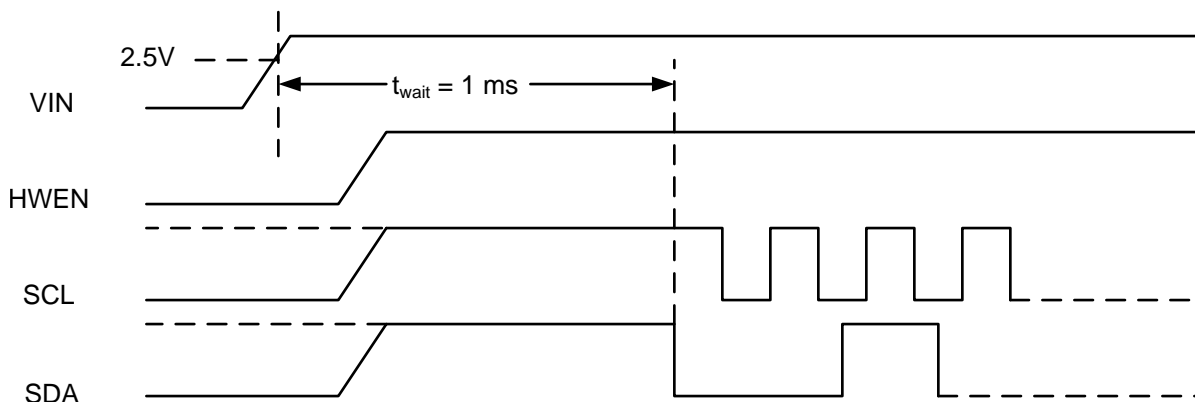 2.5V
t_wait = 1 ms
VIN
HWEN
SCL
SDA